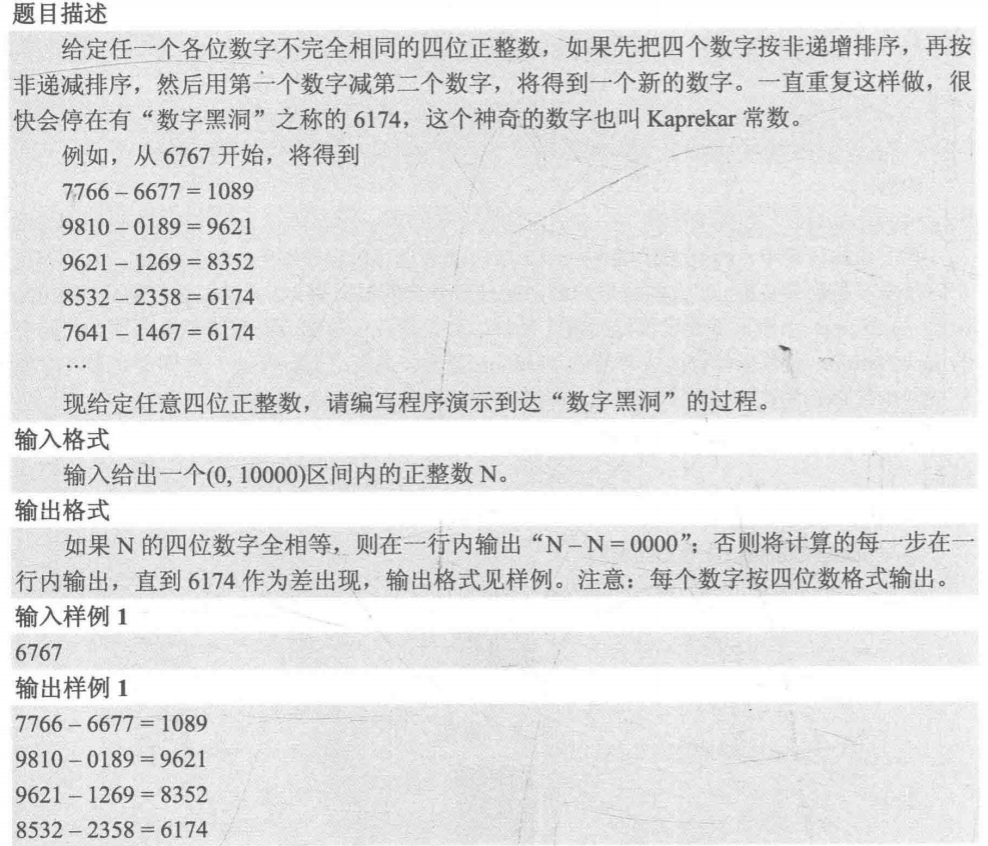 题目描述
给定任一个各位数字不完全相同的四位正整数，如果先把四个数字按非递增排序，再按
非递减排序，然后用第一个数字减第二个数字，将得到一个新的数字。一直重复这样做，很
快会停在有“数字黑洞”之称的 6174，这个神奇的数字也叫 Kaprekar 常数。
例如，从 6767 开始，将得到
7766 – 6677 = 1089
9810 – 0189 = 9621
9621 – 1269 = 8352
8532 – 2358 = 6174
7641 – 1467 = 6174
…
现给定任意四位正整数，请编写程序演示到达“数字黑洞”的过程。
输入格式
输入给出一个(0, 10000)区间内的正整数 N。
输出格式
如果 N 的四位数字全相等，则在一行内输出“N – N = 0000”；否则将计算的每一步在一
行内输出，直到 6174 作为差出现，输出格式见样例。注意：每个数字按四位数格式输出。
输入样例 1
6767
输出样例 1
7766 – 6677 = 1089
9810 – 0189 = 9621
9621 – 1269 = 8352
8532 – 2358 = 6174